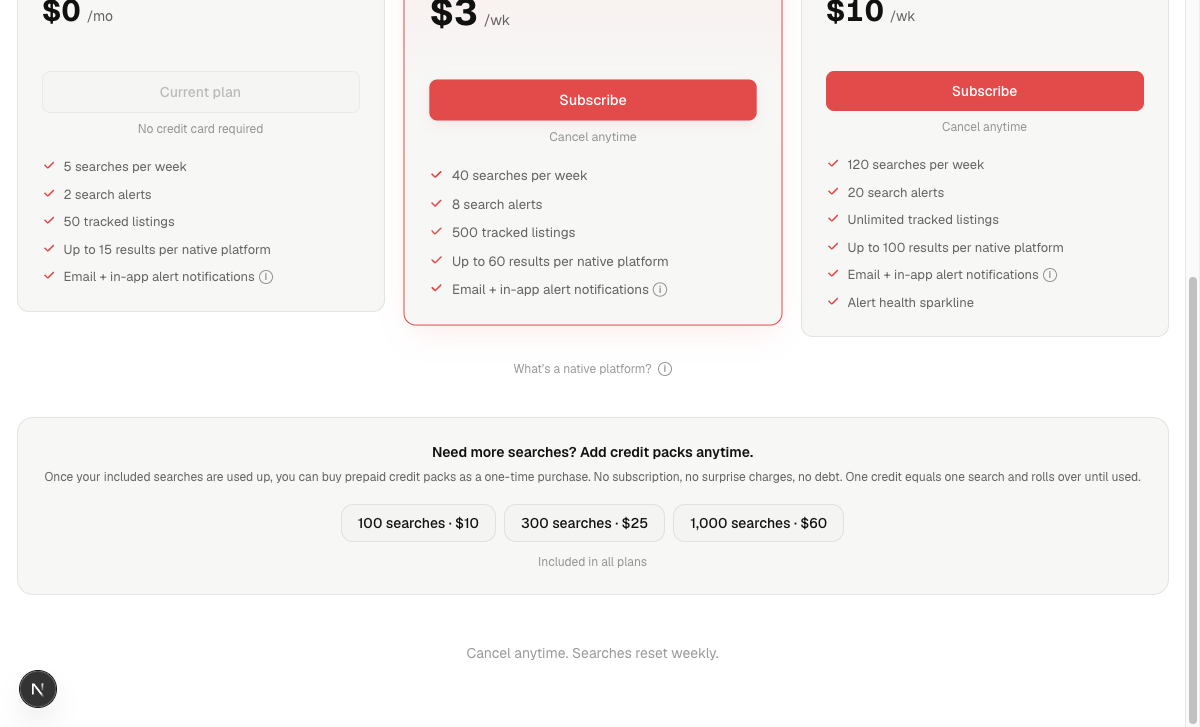 $0 /mo
Current plan
No credit card required
5 searches per week
2 search alerts
50 tracked listings
Up to 15 results per native platform
Email + in-app alert notifications
$3 /wk
Subscribe
Cancel anytime
40 searches per week
8 search alerts
500 tracked listings
Up to 60 results per native platform
Email + in-app alert notifications
$10 /wk
Subscribe
Cancel anytime
120 searches per week
20 search alerts
Unlimited tracked listings
Up to 100 results per native platform
Email + in-app alert notifications
Alert health sparkline
What's a native platform?
Need more searches? Add credit packs anytime.
Once your included searches are used up, you can buy prepaid credit packs as a one-time purchase. No subscription, no surprise charges, no debt. One credit equals one search and rolls over until used.
100 searches · $10
300 searches · $25
1,000 searches · $60
Included in all plans
Cancel anytime. Searches reset weekly.
N